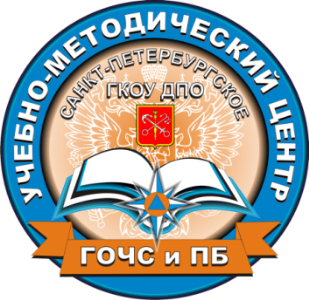 УЧЕБНО-МЕТОДИЧЕСКИЙ ЦЕНТР
САНКТ-ПЕТЕРБУРГСКОЕ
ГКОУ ДПО
ГОЧС и ПБ